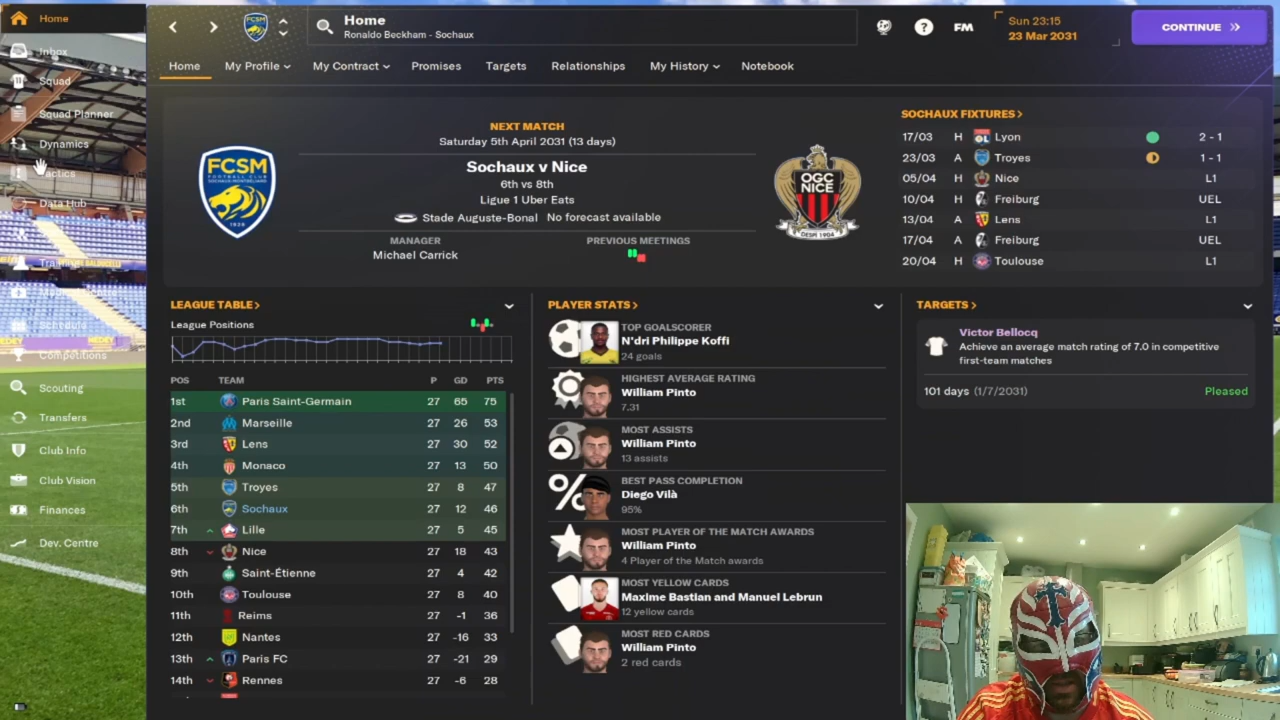 Home
Inbox
Squad
Squad Planner
Dynamics
Tactics
Data Hub
Schedule
Competitions
Scouting
Transfers
Club Info
Club Vision
Finances
Dev. Centre
Home
Ronaldo Beckham - Sochaux
?
FM
Sun 23:15
23 Mar 2031
CONTINUE
Home
My Profile
My Contract
Promises
Targets
Relationships
My History
Notebook
FCSM
NEXT MATCH
Saturday 5th April 2031 (13 days)
Sochaux v Nice
6th vs 8th
Ligue 1 Uber Eats
Stade Auguste-Bonal No forecast available
MANAGER
Michael Carrick
PREVIOUS MEETINGS
OGC
NICE
DEPI 1904
SOCHAUX FIXTURES >
17/03 H Lyon 2 - 1
23/03 A Troyes 1 - 1
05/04 H Nice L1
10/04 H Freiburg UEL
13/04 A Lens L1
17/04 A Freiburg UEL
20/04 H Toulouse L1
LEAGUE TABLE >
League Positions
POS TEAM P GD PTS
1st Paris Saint-Germain 27 65 75
2nd Marseille 27 26 53
3rd Lens 27 30 52
4th Monaco 27 13 50
5th Troyes 27 8 47
6th Sochaux 27 12 46
7th Lille 27 5 45
8th Nice 27 18 43
9th Saint-Étienne 27 4 42
10th Toulouse 27 8 40
11th Reims 27 -1 36
12th Nantes 27 -16 33
13th Paris FC 27 -21 29
14th Rennes 27 -6 28
PLAYER STATS >
TOP GOALSCORER
N'dri Philippe Koffi
24 goals
HIGHEST AVERAGE RATING
William Pinto
7.31
MOST ASSISTS
William Pinto
13 assists
BEST PASS COMPLETION
Diego Vilà
95%
MOST PLAYER OF THE MATCH AWARDS
William Pinto
4 Player of the Match awards
MOST YELLOW CARDS
Maxime Bastian and Manuel Lebrun
12 yellow cards
MOST RED CARDS
William Pinto
2 red cards
TARGETS >
Victor Bellocq
Achieve an average match rating of 7.0 in competitive
first-team matches
101 days (1/7/2031) Pleased